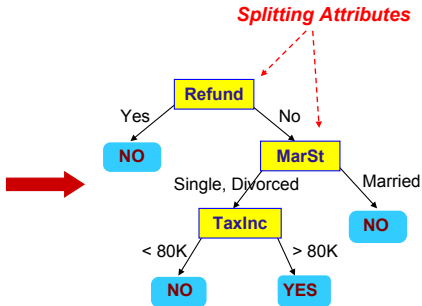 Splitting Attributes
Refund
Yes
No
NO
MarSt
Single, Divorced
Married
TaxInc
NO
< 80K
> 80K
NO
YES